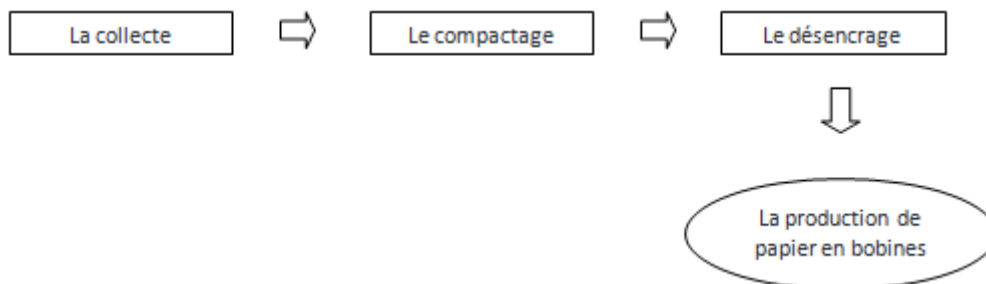 La collecte
Le compactage
Le désencrage
La production de
papier en bobines